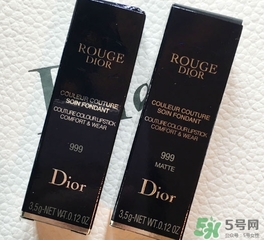 ROUGE
DIOR
COULEUR COUTURE
SOIN FONDANT
COUTURE COLOUR LIPSTICK
COMFORT & WEAR
999
Dior
3,5g-NET WT.0.12 OZ
ROUGE
DIOR
COULEUR COUTURE
SOIN FONDANT
COUTURE COLOUR LIPSTICK
COMFORT & WEAR
999
MATTE
Dior
3,5g-NET WT.0.12 OZ
5号网